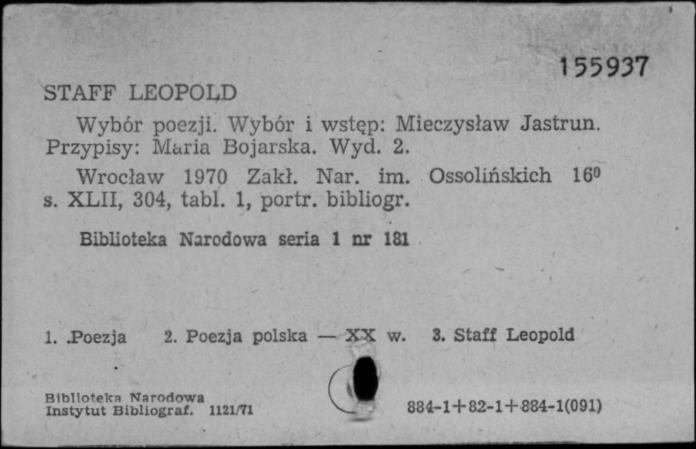 155937
STAFF LEOPOLD
Wybór poezji. Wybór i wstęp: Mieczysław Jastrun.
Przypisy: Maria Bojarska. Wyd. 2.
Wrocław 1970 Zakł. Nar. im. Ossolińskich 16⁰
s. XLII, 304, tabl. 1, portr. bibliogr.
Biblioteka Narodowa seria 1 nr 181
1. .Poezja 2. Poezja polska — XX w. 3. Staff Leopold
Biblioteka Narodowa
Instytut Bibliograf. 1121/71 884-1+82-1+884-1(091)